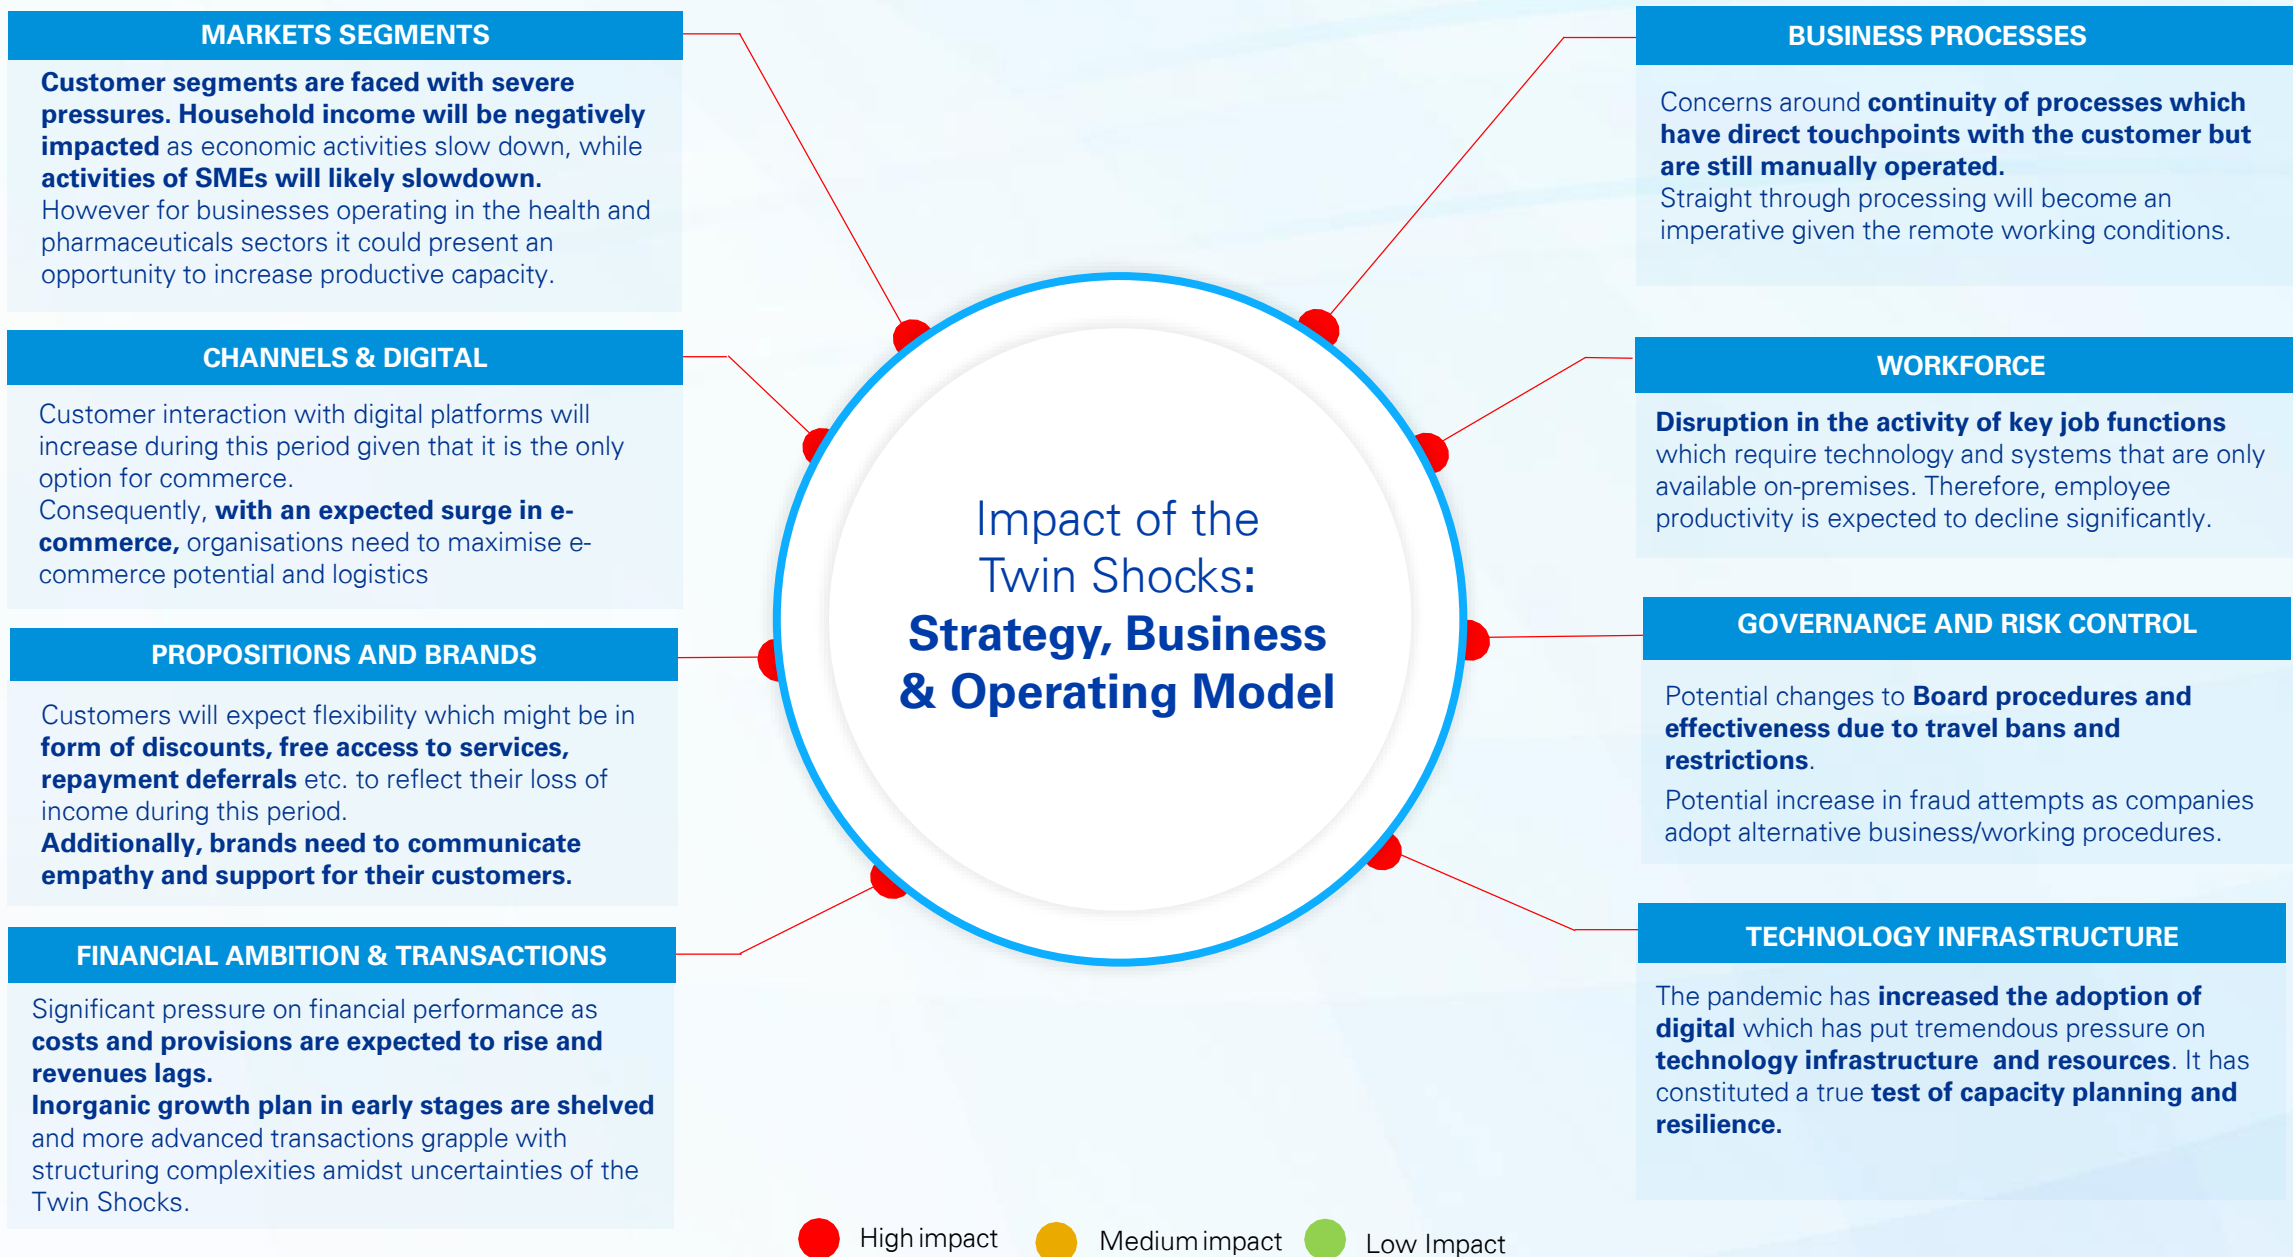 MARKETS SEGMENTS
Customer segments are faced with severe
pressures. Household income will be negatively
impacted as economic activities slow down, while
activities of SMEs will likely slowdown.
However for businesses operating in the health and
pharmaceuticals sectors it could present an
opportunity to increase productive capacity.
CHANNELS & DIGITAL
Customer interaction with digital platforms will
increase during this period given that it is the only
option for commerce.
Consequently, with an expected surge in e-
commerce, organisations need to maximise e-
commerce potential and logistics
PROPOSITIONS AND BRANDS
Customers will expect flexibility which might be in
form of discounts, free access to services,
repayment deferrals etc. to reflect their loss of
income during this period.
Additionally, brands need to communicate
empathy and support for their customers.
FINANCIAL AMBITION & TRANSACTIONS
Significant pressure on financial performance as
costs and provisions are expected to rise and
revenues lags.
Inorganic growth plan in early stages are shelved
and more advanced transactions grapple with
structuring complexities amidst uncertainties of the
Twin Shocks.
Impact of the
Twin Shocks:
Strategy, Business
& Operating Model
BUSINESS PROCESSES
Concerns around continuity of processes which
have direct touchpoints with the customer but
are still manually operated.
Straight through processing will become an
imperative given the remote working conditions.
WORKFORCE
Disruption in the activity of key job functions
which require technology and systems that are only
available on-premises. Therefore, employee
productivity is expected to decline significantly.
GOVERNANCE AND RISK CONTROL
Potential changes to Board procedures and
effectiveness due to travel bans and
restrictions.
Potential increase in fraud attempts as companies
adopt alternative business/working procedures.
TECHNOLOGY INFRASTRUCTURE
The pandemic has increased the adoption of
digital which has put tremendous pressure on
technology infrastructure and resources. It has
constituted a true test of capacity planning and
resilience.
High impact
Medium impact
Low Impact